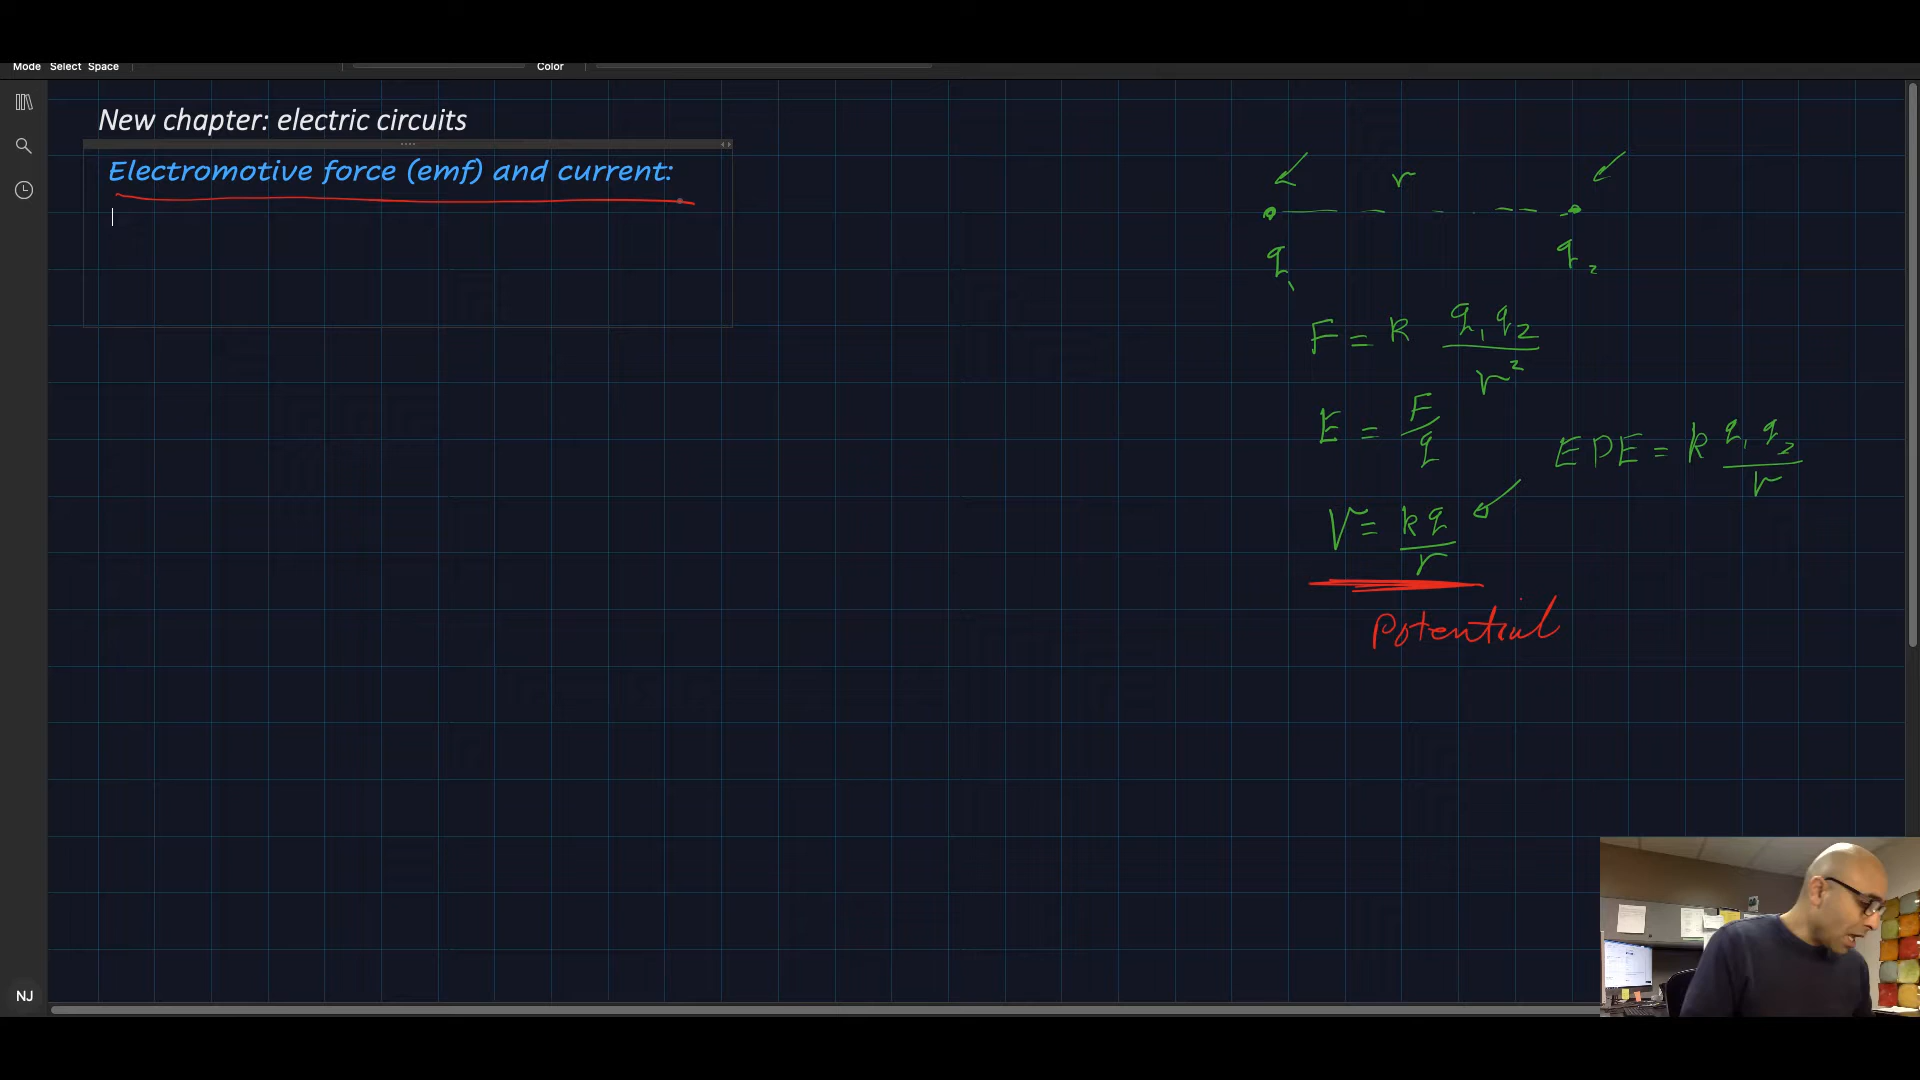 Mode Select Space Color
New chapter: electric circuits
Electromotive force (emf) and current:
r
q₁ q₂
F = k q₁q₂ / r²
E = F / q
EPE = k q₁q₂ / r
V = kq / r
Potential
NJ